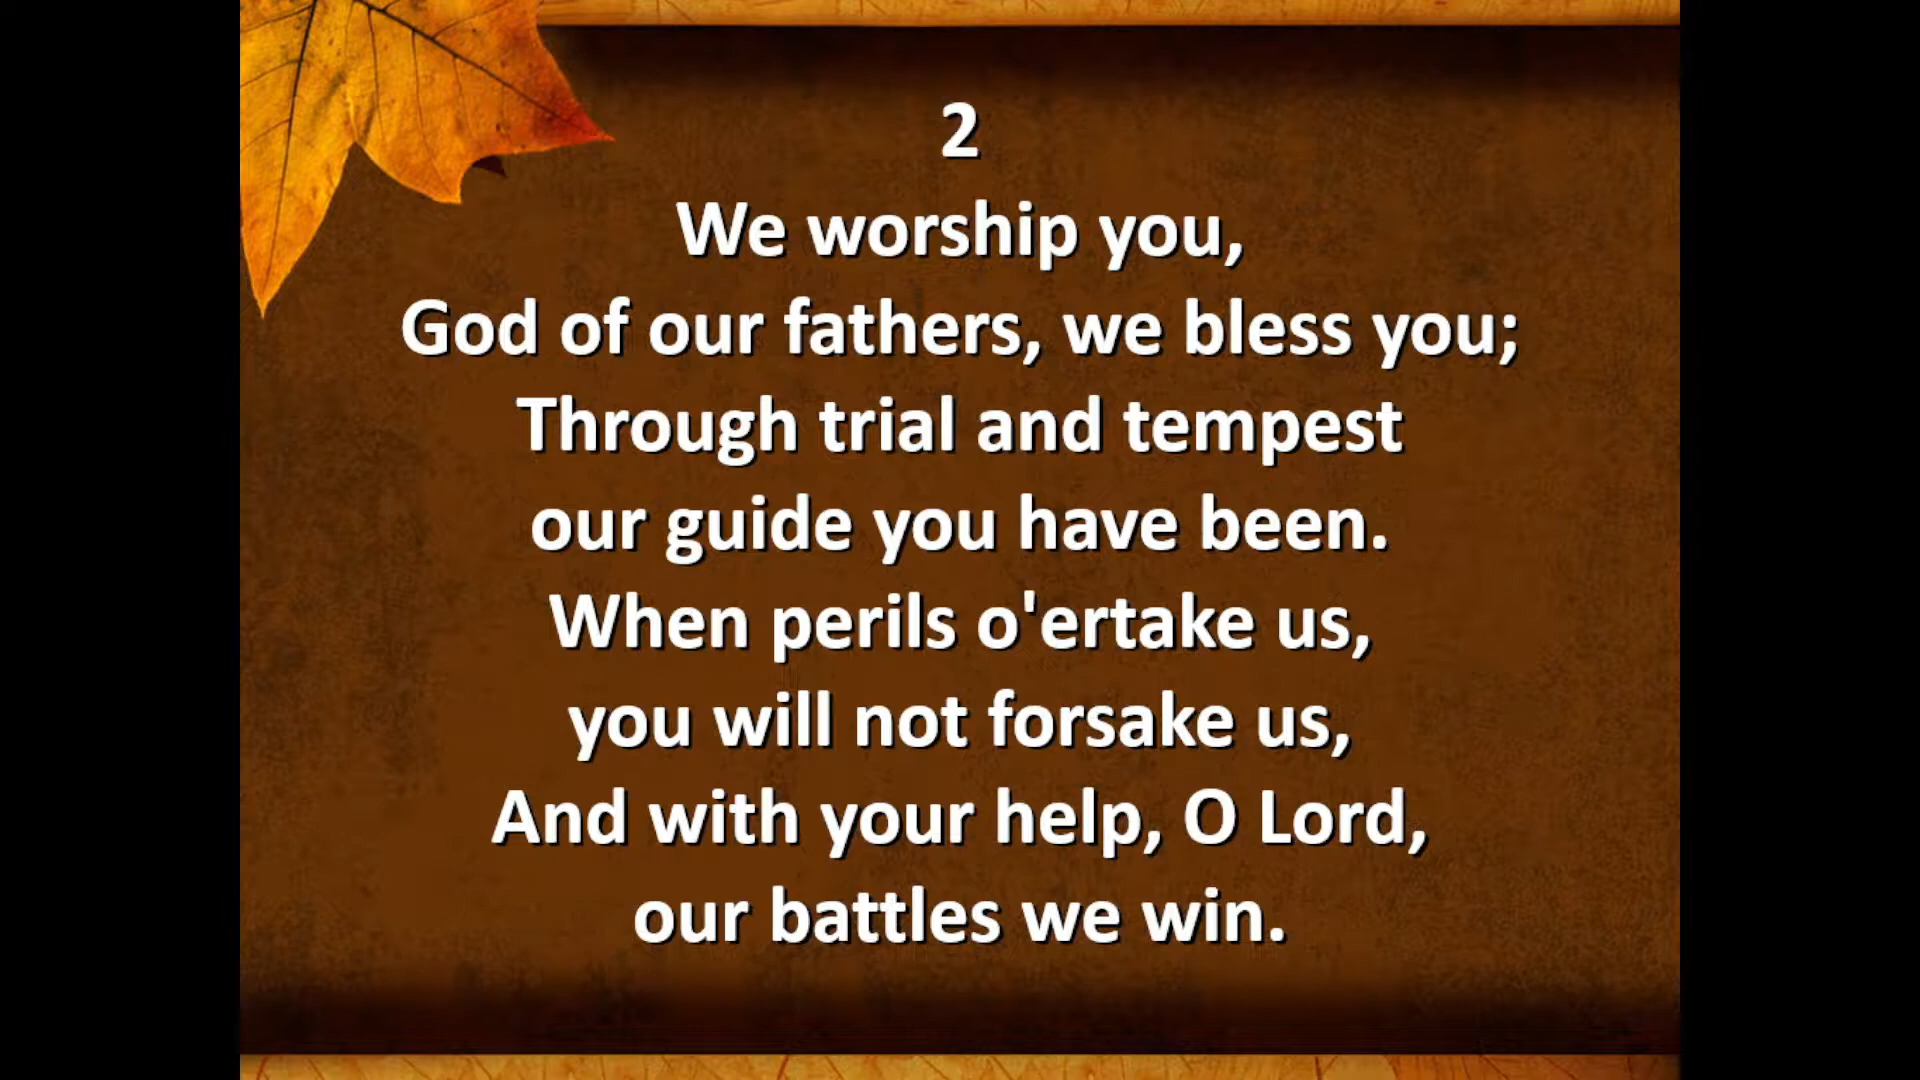 2
We worship you,
God of our fathers, we bless you;
Through trial and tempest
our guide you have been.
When perils o'ertake us,
you will not forsake us,
And with your help, O Lord,
our battles we win.